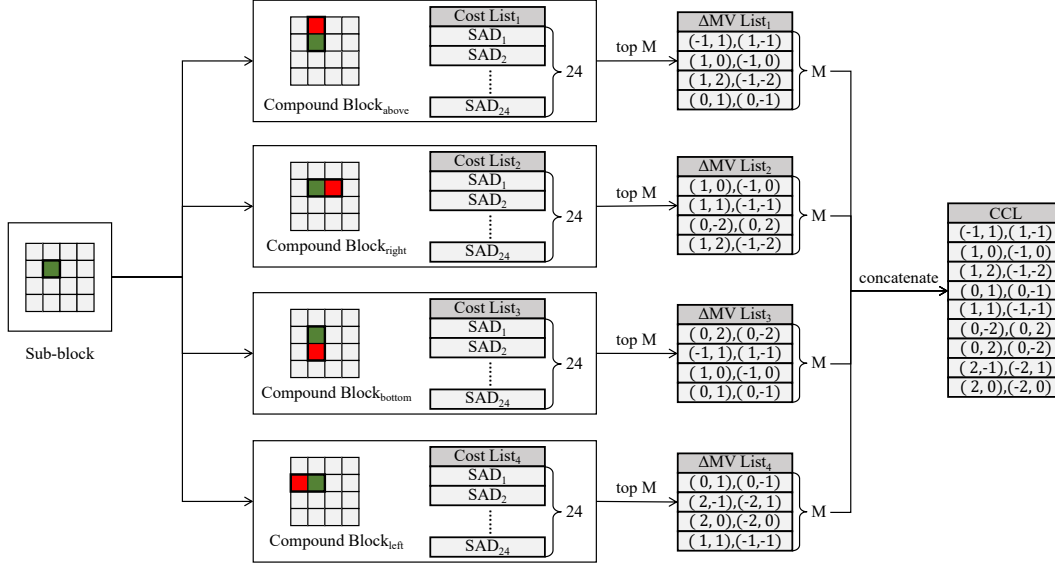 Sub-block
Compound Block_above
Cost List_1
SAD_1
SAD_2
SAD_24
24
top M
ΔMV List_1
(-1, 1),( 1,-1)
( 1, 0),(-1, 0)
( 1, 2),(-1,-2)
( 0, 1),( 0,-1)
M
Compound Block_right
Cost List_2
SAD_1
SAD_2
SAD_24
24
top M
ΔMV List_2
( 1, 0),(-1, 0)
( 1, 1),(-1,-1)
( 0,-2),( 0, 2)
( 1, 2),(-1,-2)
M
Compound Block_bottom
Cost List_3
SAD_1
SAD_2
SAD_24
24
top M
ΔMV List_3
( 0, 2),( 0,-2)
(-1, 1),( 1,-1)
( 1, 0),(-1, 0)
( 0, 1),( 0,-1)
M
Compound Block_left
Cost List_4
SAD_1
SAD_2
SAD_24
24
top M
ΔMV List_4
( 0, 1),( 0,-1)
( 2,-1),(-2, 1)
( 2, 0),(-2, 0)
( 1, 1),(-1,-1)
M
concatenate
CCL
(-1, 1),( 1,-1)
( 1, 0),(-1, 0)
( 1, 2),(-1,-2)
( 0, 1),( 0,-1)
( 1, 1),(-1,-1)
( 0,-2),( 0, 2)
( 0, 2),( 0,-2)
( 2,-1),(-2, 1)
( 2, 0),(-2, 0)